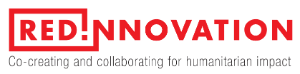 RED!NNOVATION
Co-creating and collaborating for humanitarian impact